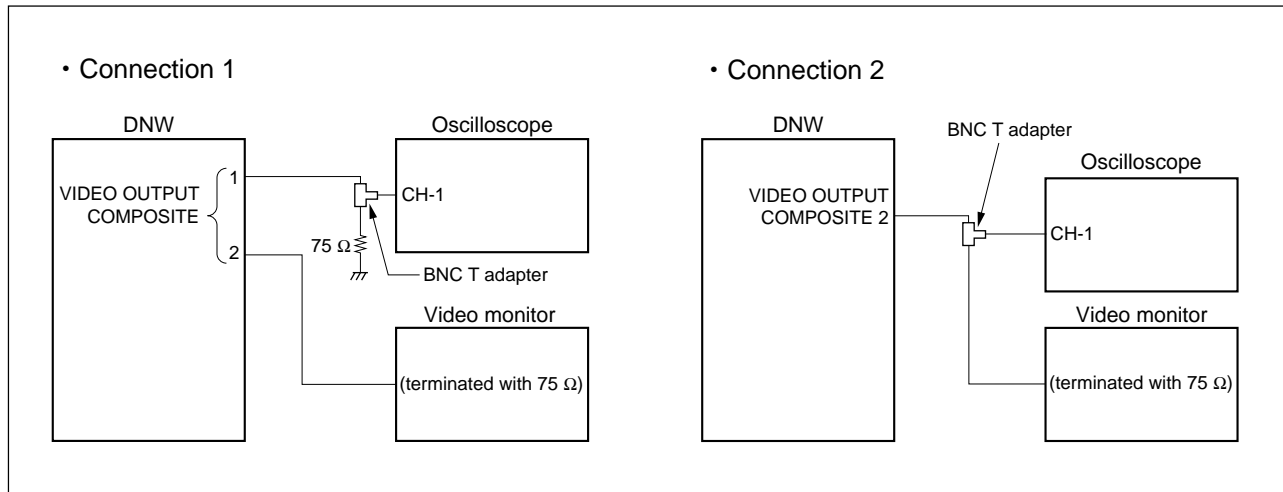 ・Connection 1
DNW
Oscilloscope
VIDEO OUTPUT
COMPOSITE
1
2
CH-1
75 Ω
BNC T adapter
Video monitor
(terminated with 75 Ω)
・Connection 2
DNW
BNC T adapter
Oscilloscope
VIDEO OUTPUT
COMPOSITE 2
CH-1
Video monitor
(terminated with 75 Ω)